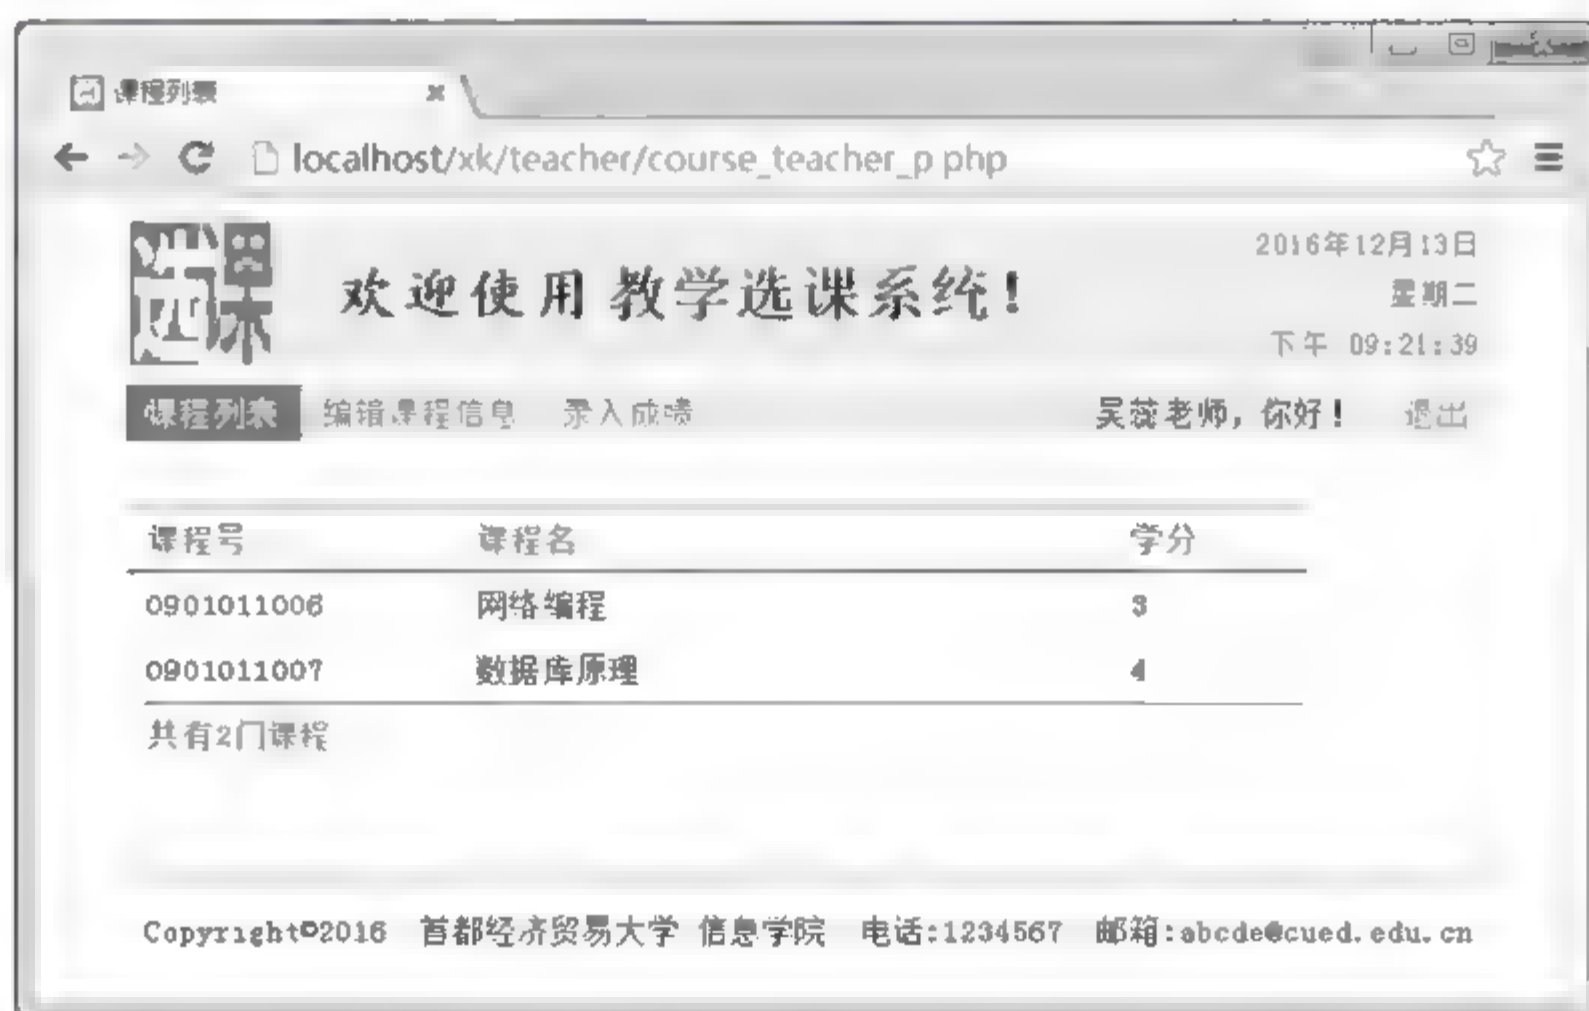 课程列表
localhost/xk/teacher/course_teacher_p php
选课
欢迎使用教学选课系统!
2016年12月13日
星期二
下午 09:21:39
课程列表 编辑课程信息 录入成绩 吴蕊老师，你好! 退出
课程号 课程名 学分
0901011006 网络编程 3
0901011007 数据库原理 4
共有2门课程
Copyright©2016 首都经济贸易大学 信息学院 电话:1234567 邮箱:abcde@cued.edu.cn